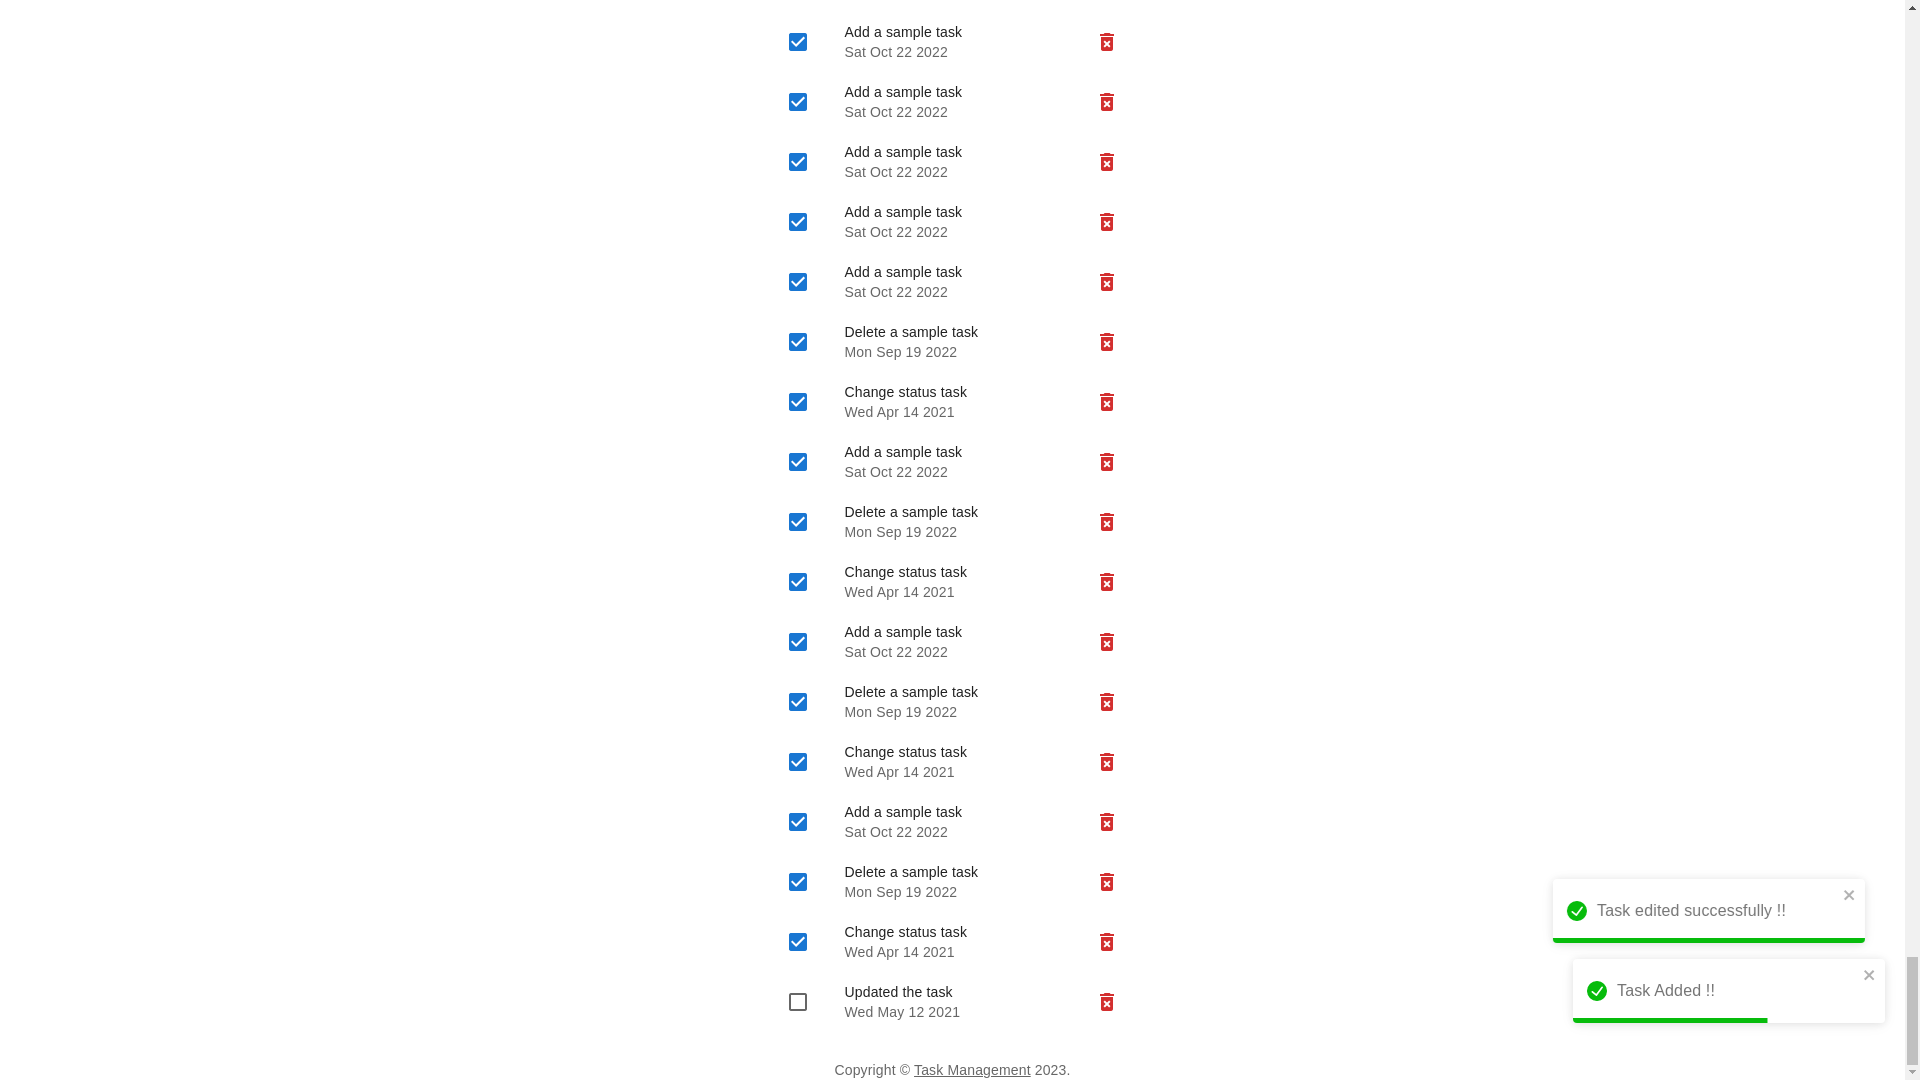 Add a sample task
Sat Oct 22 2022
Add a sample task
Sat Oct 22 2022
Add a sample task
Sat Oct 22 2022
Add a sample task
Sat Oct 22 2022
Add a sample task
Sat Oct 22 2022
Delete a sample task
Mon Sep 19 2022
Change status task
Wed Apr 14 2021
Add a sample task
Sat Oct 22 2022
Delete a sample task
Mon Sep 19 2022
Change status task
Wed Apr 14 2021
Add a sample task
Sat Oct 22 2022
Delete a sample task
Mon Sep 19 2022
Change status task
Wed Apr 14 2021
Add a sample task
Sat Oct 22 2022
Delete a sample task
Mon Sep 19 2022
Change status task
Wed Apr 14 2021
Updated the task
Wed May 12 2021
Task edited successfully !!
Task Added !!
Copyright © Task Management 2023.